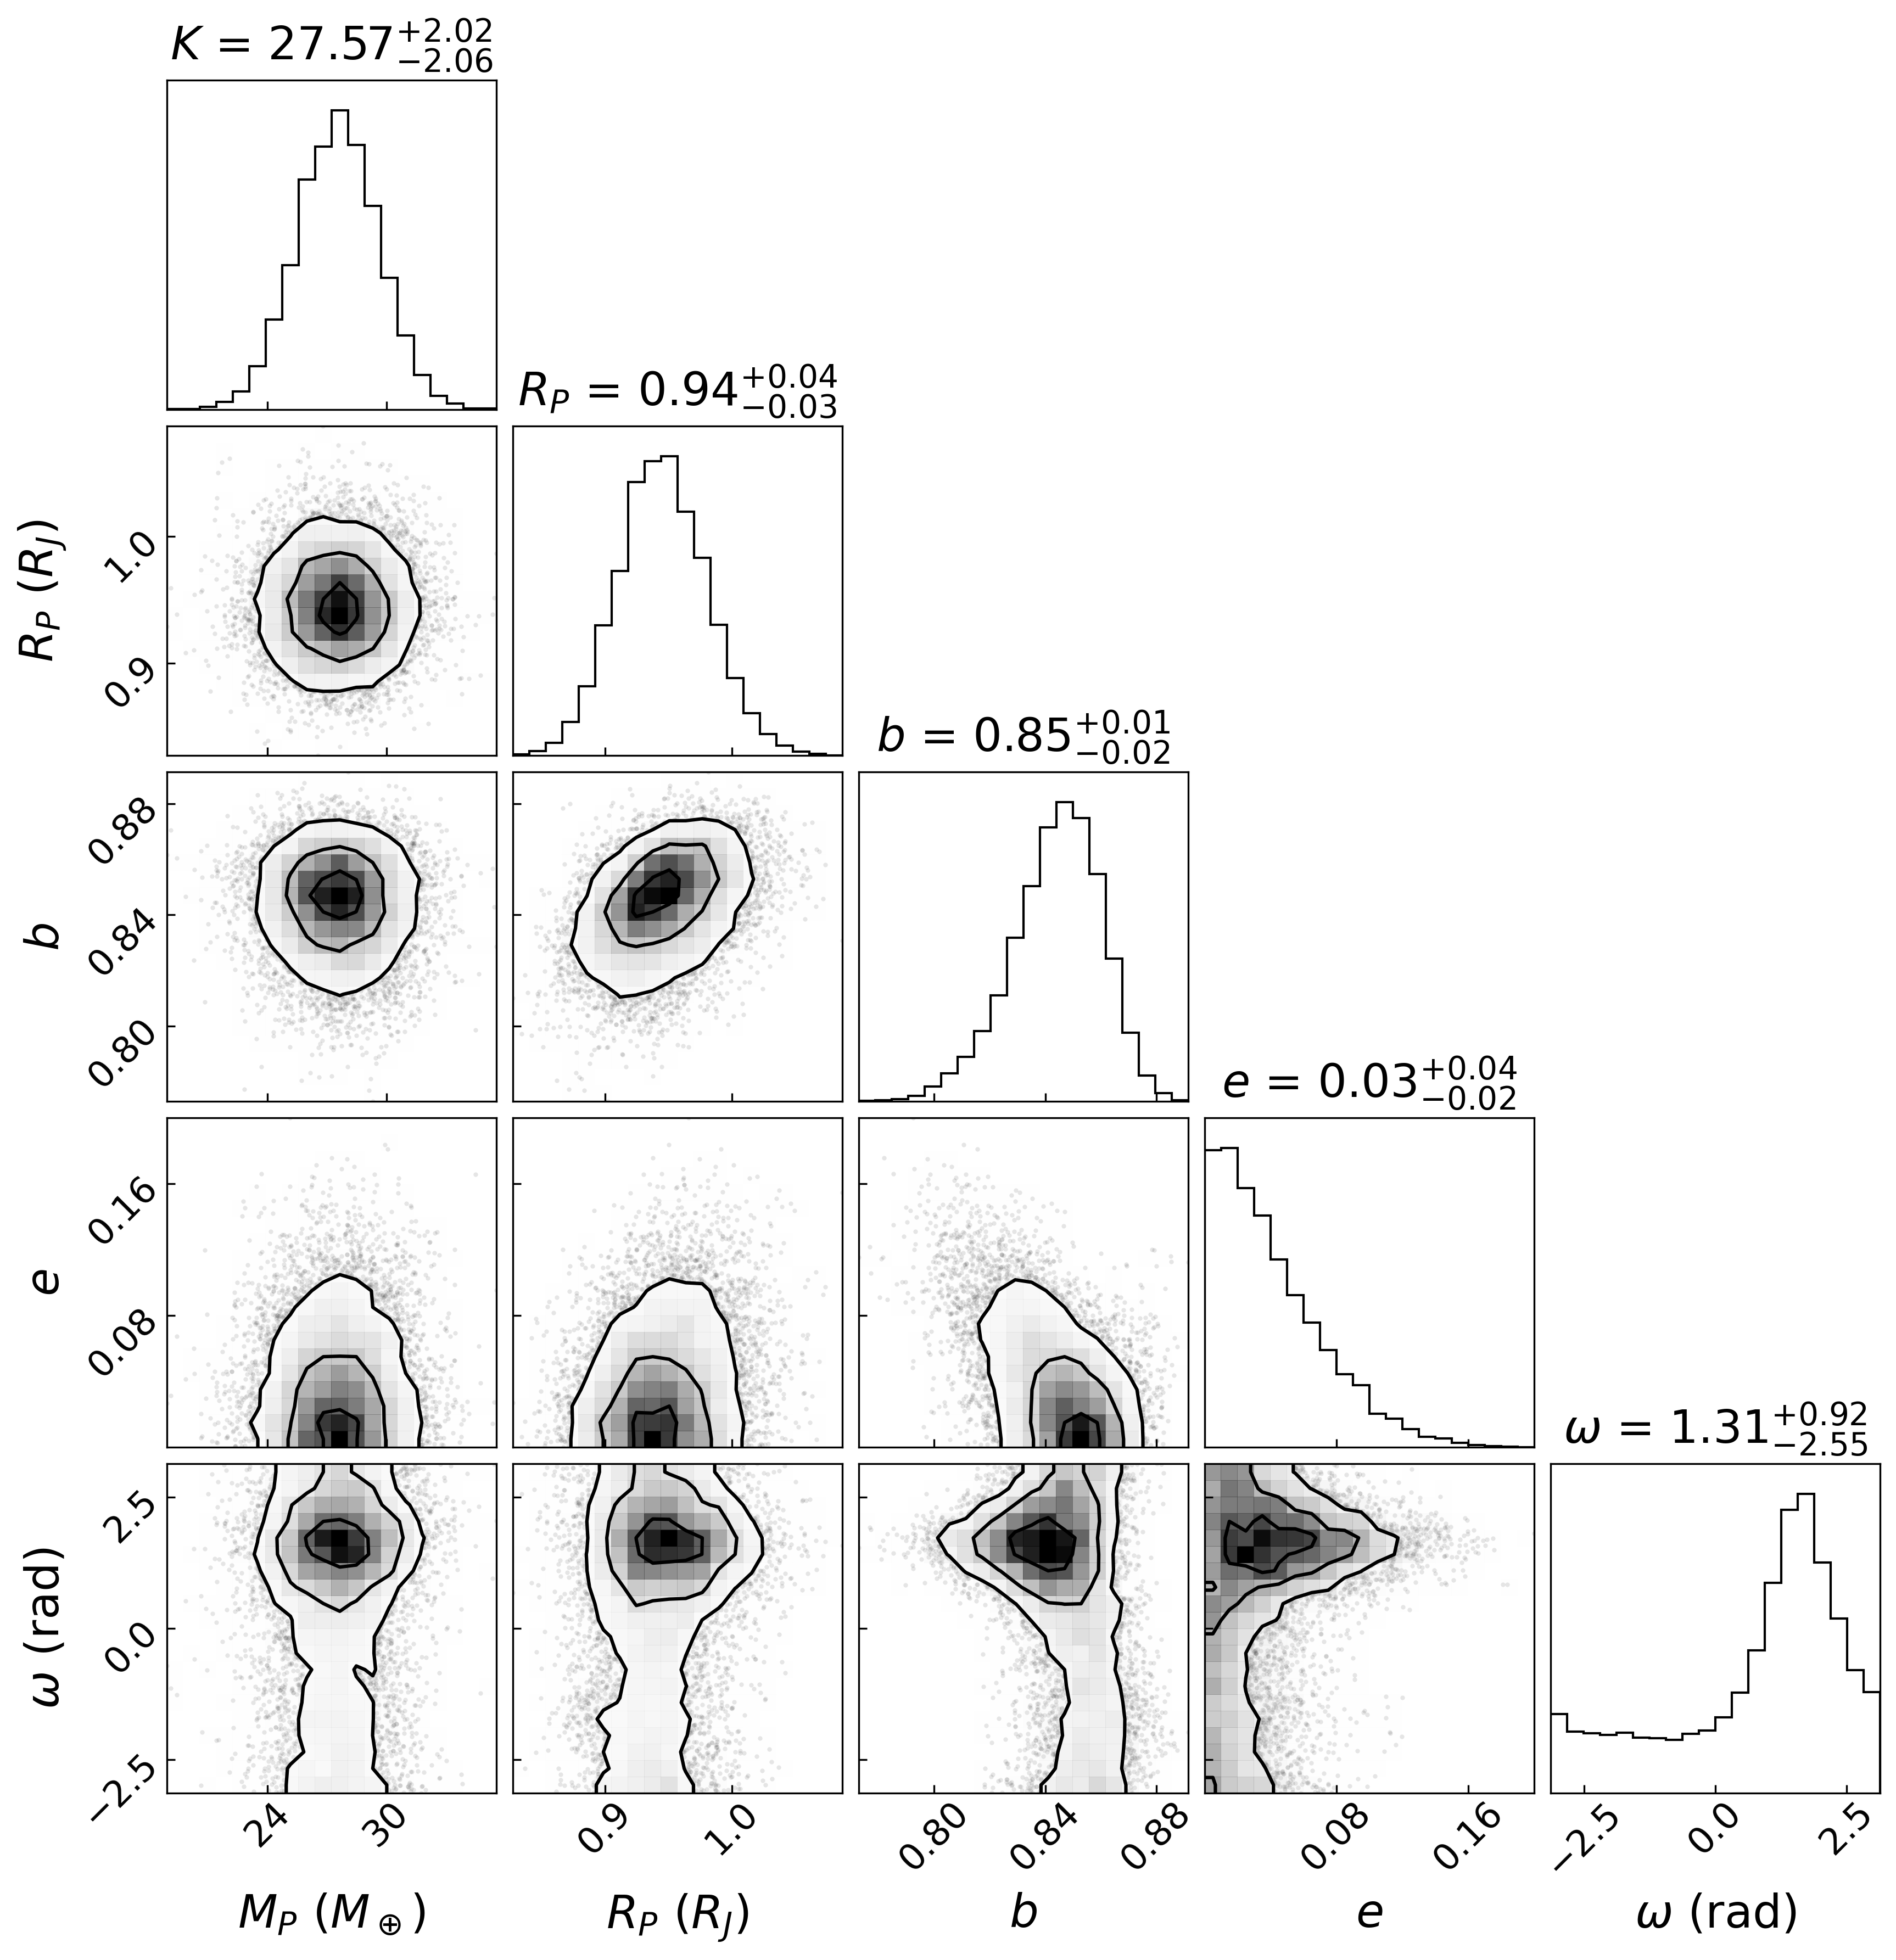 K = 27.57 +2.02 −2.06
R_P = 0.94 +0.04 −0.03
R_P (R_J)
1.0
0.9
b = 0.85 +0.01 −0.02
b
0.88
0.84
0.80
e = 0.03 +0.04 −0.02
e
0.16
0.08
ω = 1.31 +0.92 −2.55
ω (rad)
2.5
0.0
−2.5
24 30 0.9 1.0 0.80 0.84 0.88 0.08 0.16 −2.5 0.0 2.5
M_P (M_⊕) R_P (R_J) b e ω (rad)